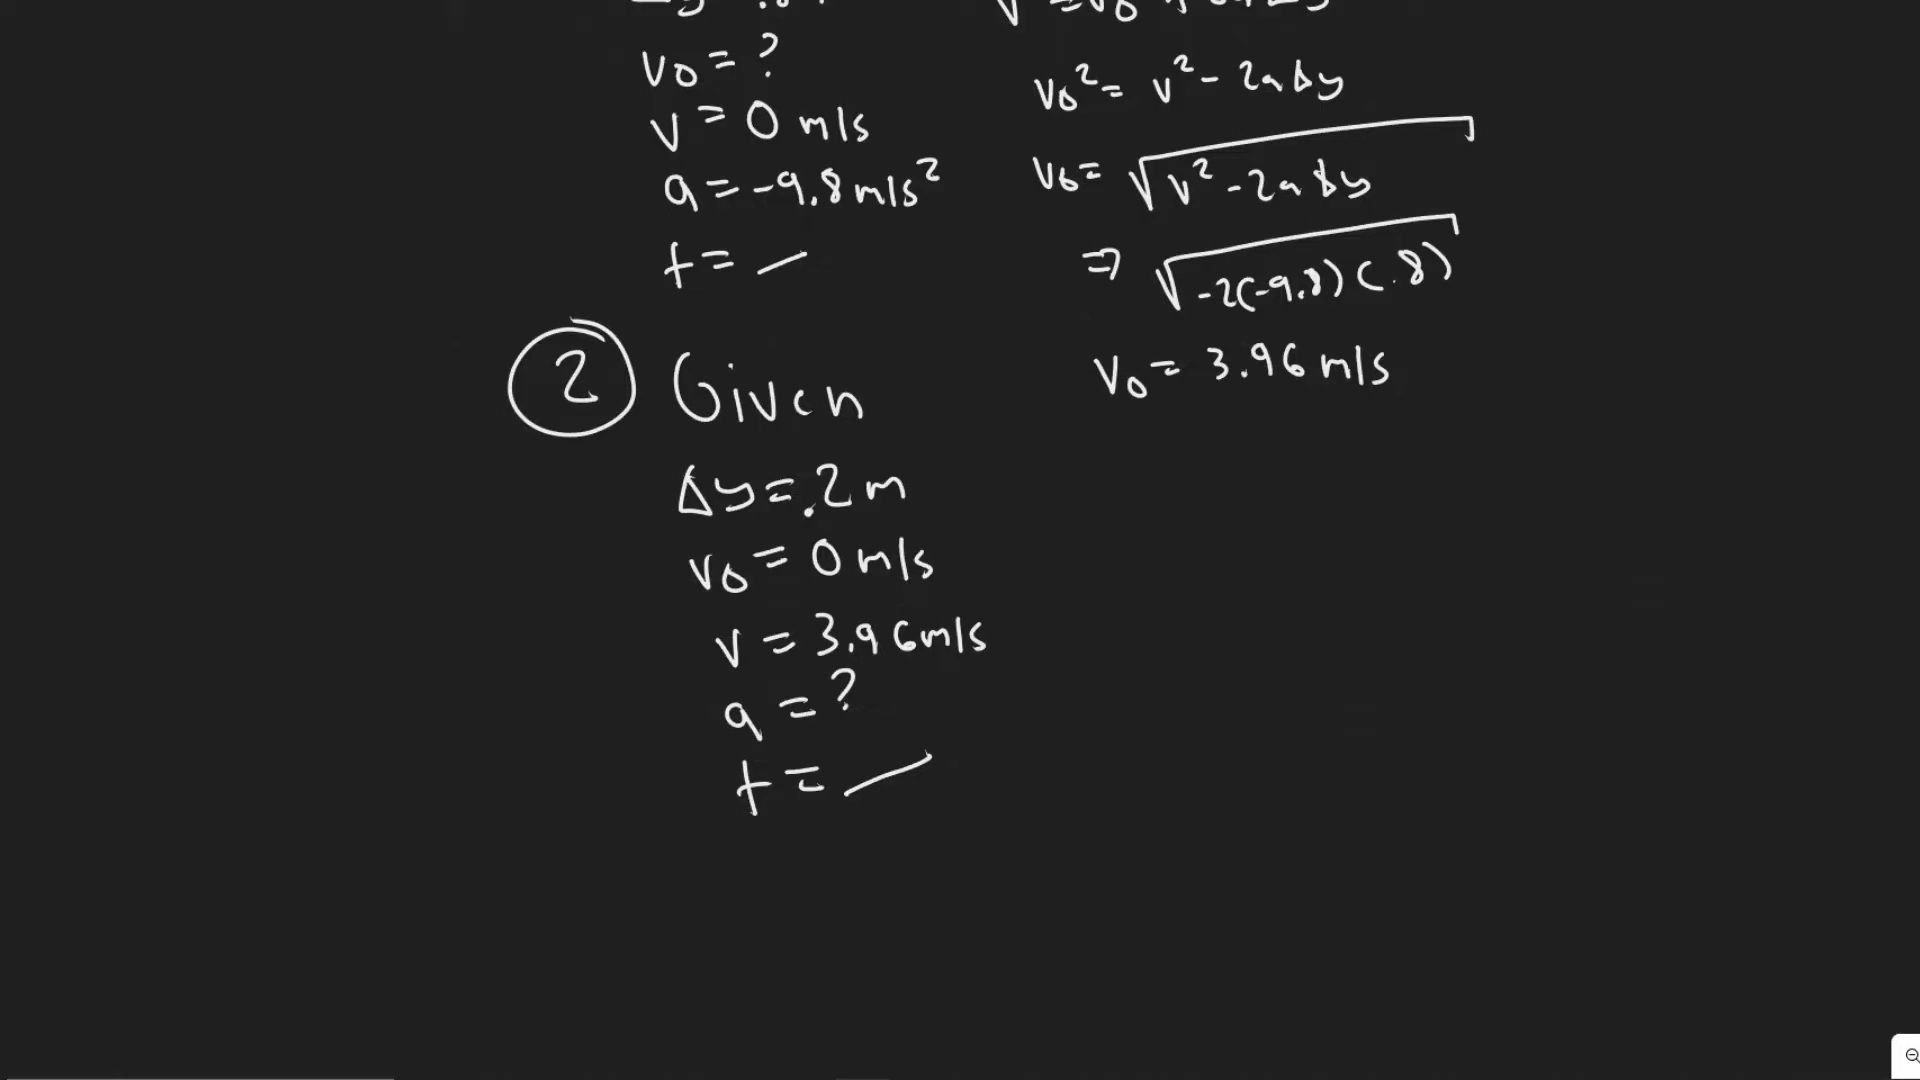 v₀ = ?
v = 0 m/s
a = -9.8 m/s²
t = —
v₀² = v² - 2aΔy
v₀ = √(v² - 2aΔy)
⇒ √(-2(-9.8)(.8))
v₀ = 3.96 m/s
② Given
Δy = .2 m
v₀ = 0 m/s
v = 3.96 m/s
a = ?
t = —